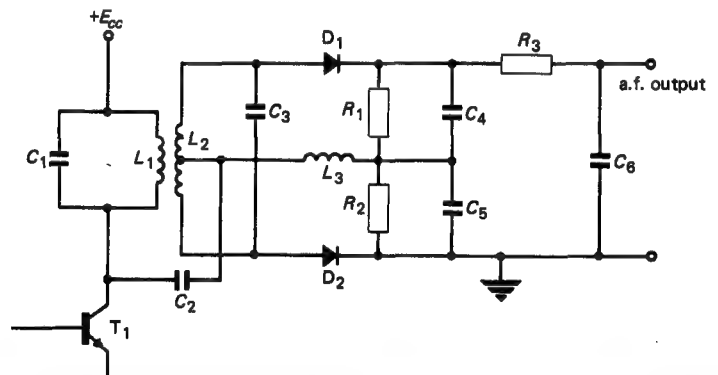 +Ecc
D1
R3
a.f. output
C3
R1
C4
C1
L1
L2
L3
C6
R2
C5
C2
D2
T1